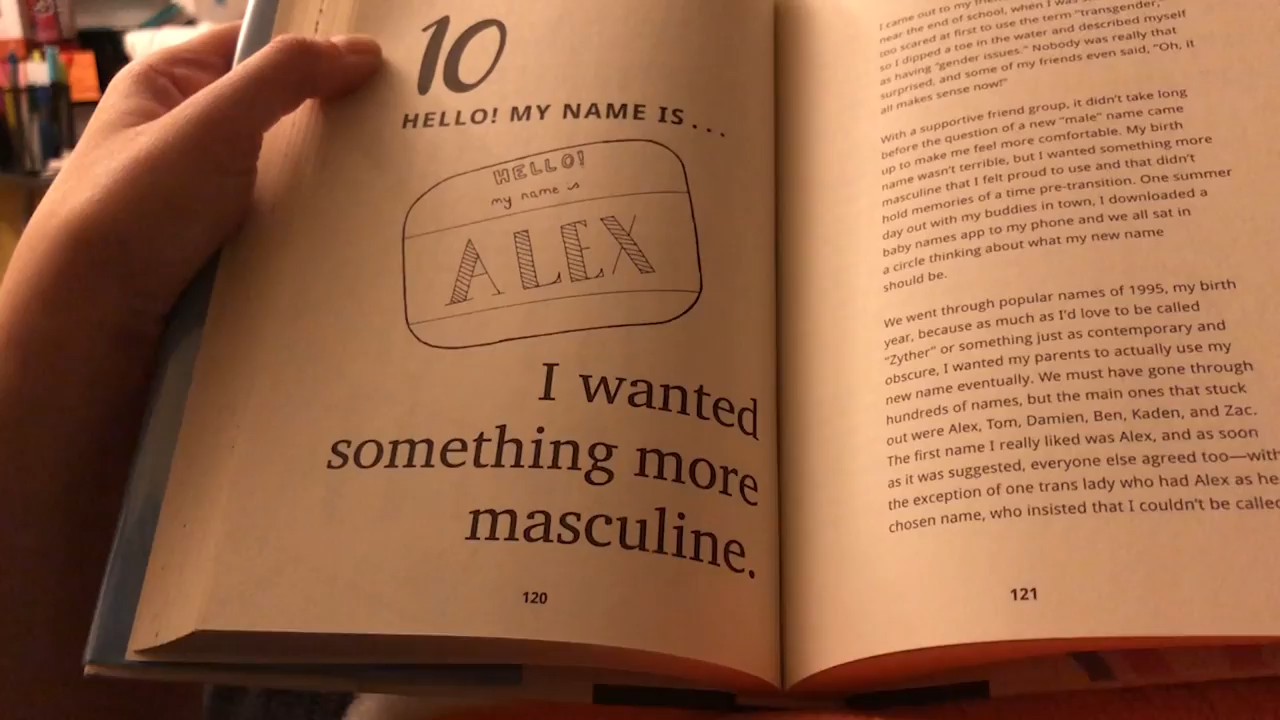 10
HELLO! MY NAME IS . . .
HELLO!
my name is
ALEX
I wanted
something more
masculine.
120
I came out to my
near the end of school, when I was
too scared at first to use the term "transgender,"
so I dipped a toe in the water and described myself
as having "gender issues." Nobody was really that
surprised, and some of my friends even said, "Oh, it
all makes sense now!"
With a supportive friend group, it didn't take long
before the question of a new "male" name came
up to make me feel more comfortable. My birth
name wasn't terrible, but I wanted something more
masculine that I felt proud to use and that didn't
hold memories of a time pre-transition. One summer
day out with my buddies in town, I downloaded a
baby names app to my phone and we all sat in
a circle thinking about what my new name
should be.
We went through popular names of 1995, my birth
year, because as much as I'd love to be called
"Zyther" or something just as contemporary and
obscure, I wanted my parents to actually use my
new name eventually. We must have gone through
hundreds of names, but the main ones that stuck
out were Alex, Tom, Damien, Ben, Kaden, and Zac.
The first name I really liked was Alex, and as soon
as it was suggested, everyone else agreed too—with
the exception of one trans lady who had Alex as he
chosen name, who insisted that I couldn't be called
121